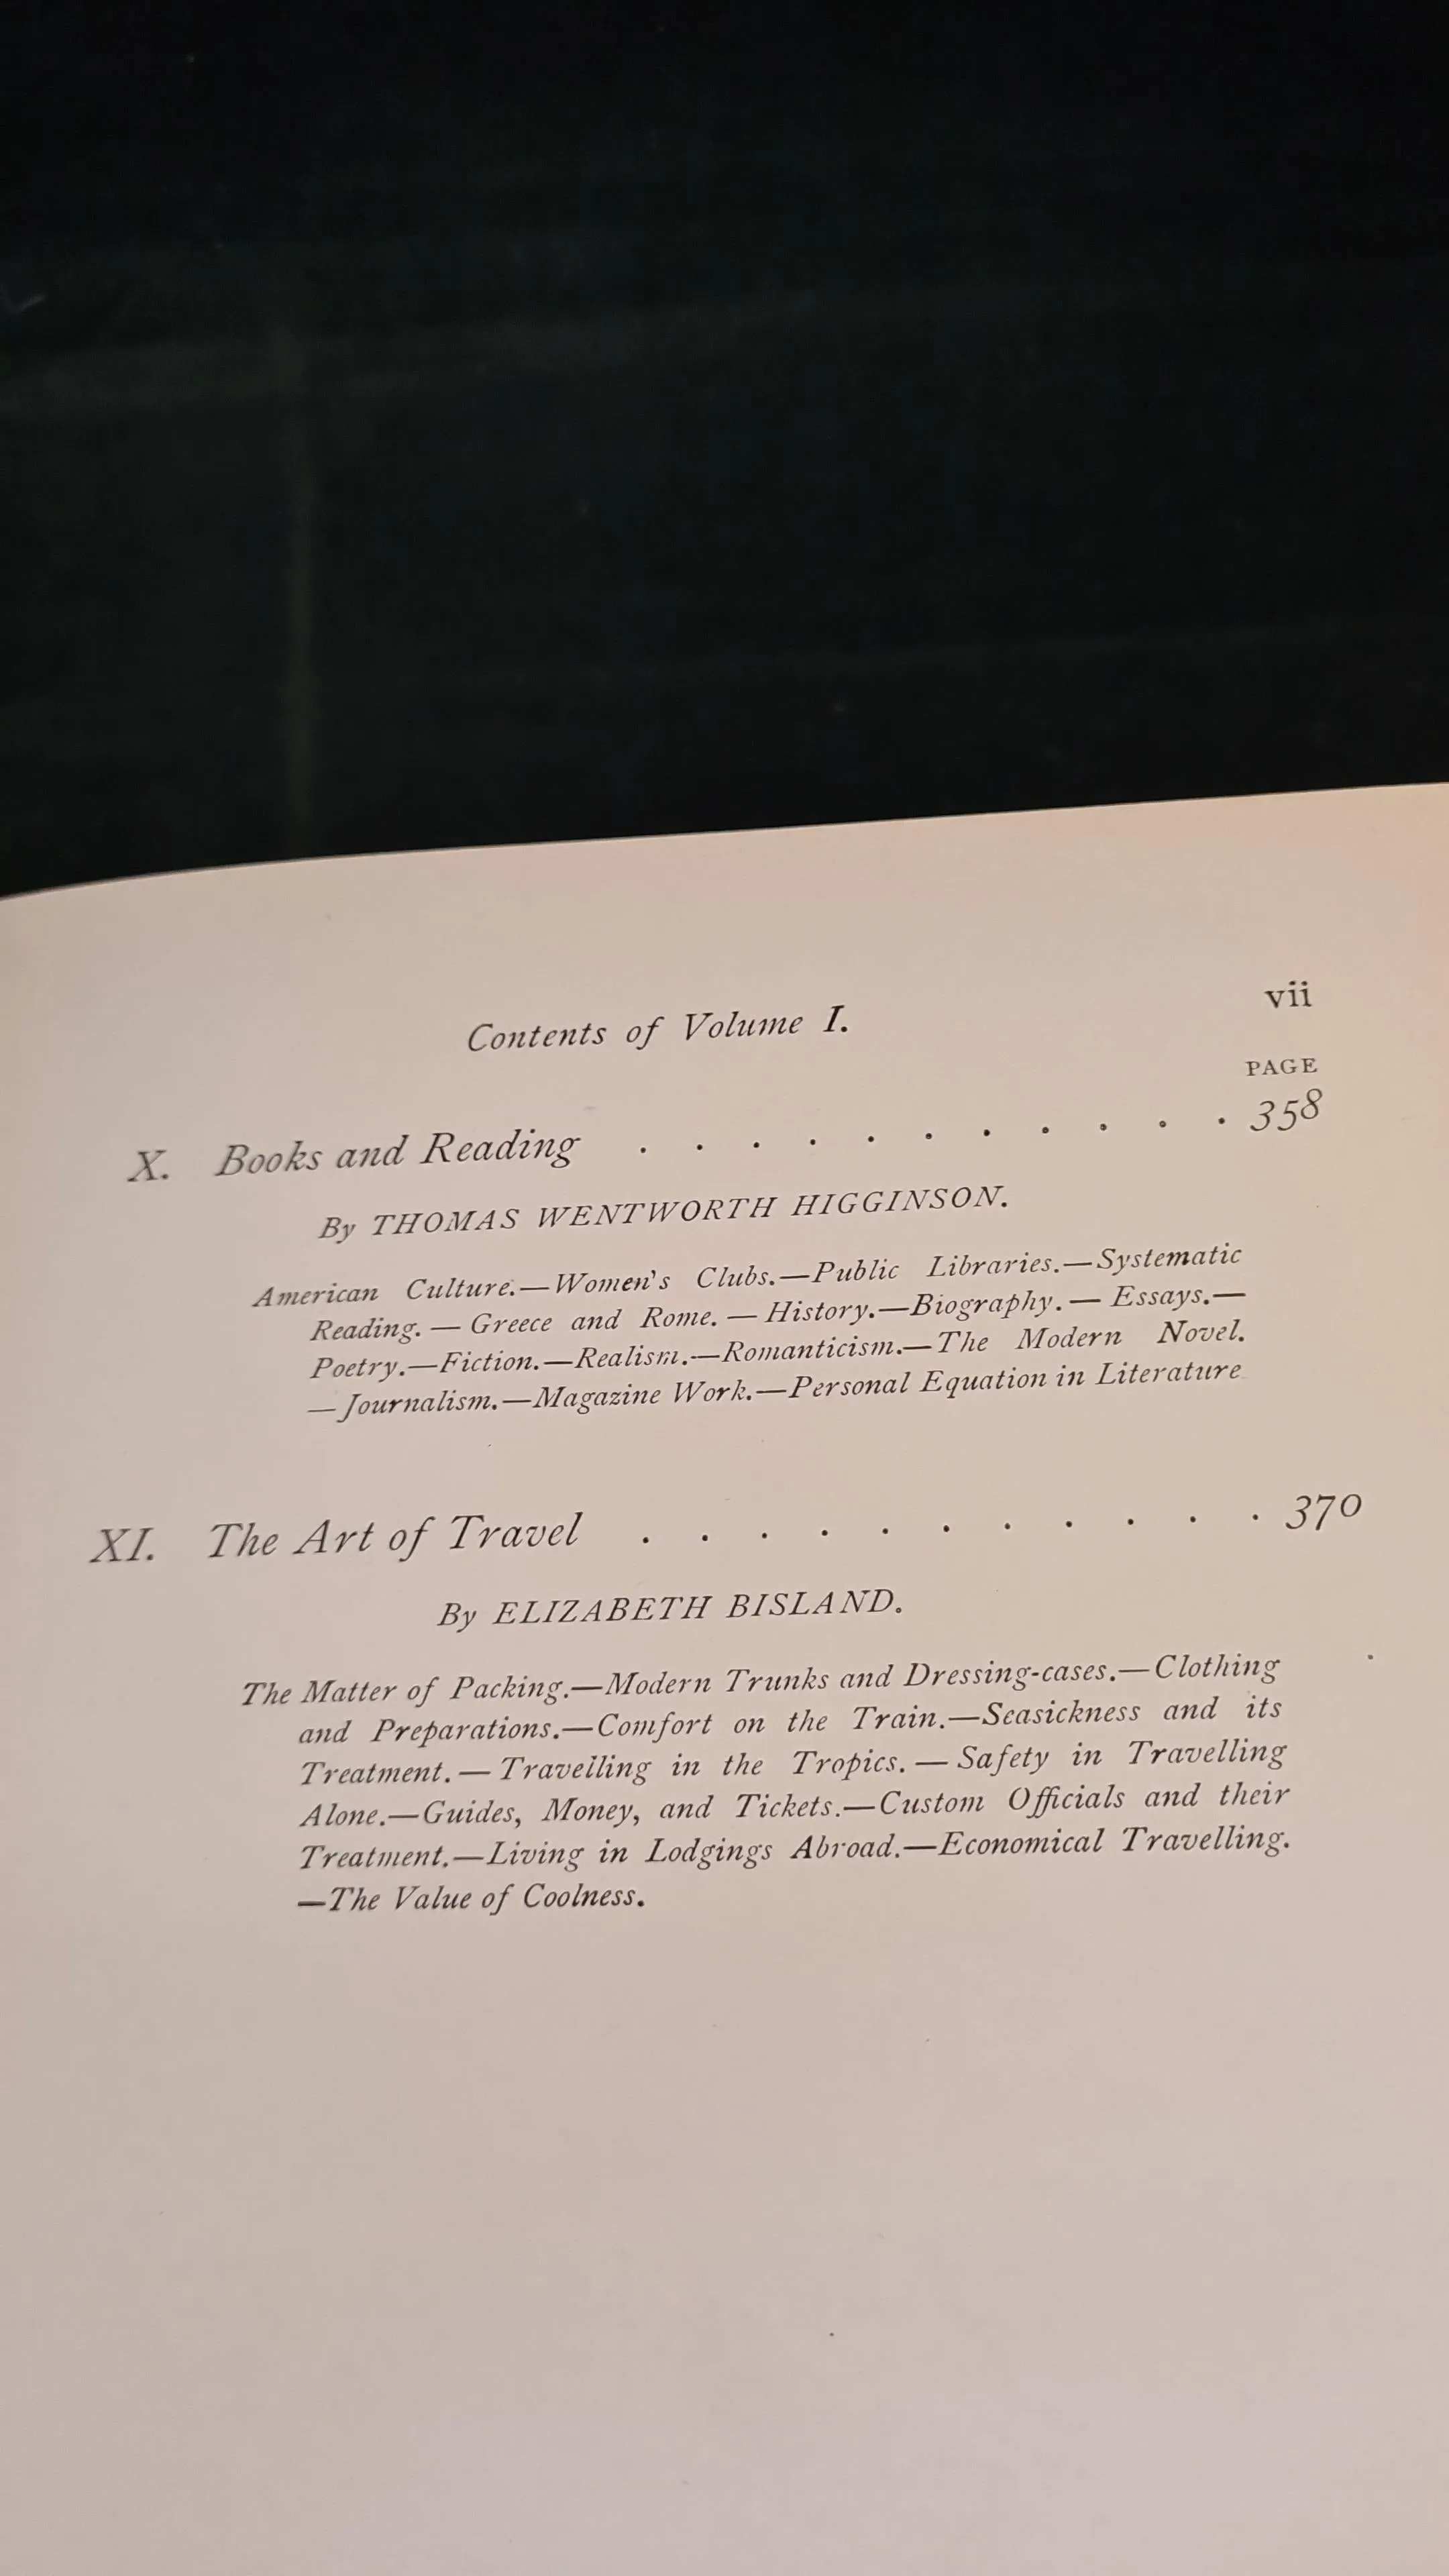 Contents of Volume I. vii
PAGE
X. Books and Reading . . . . . . . . . . . 358
By THOMAS WENTWORTH HIGGINSON.
American Culture.—Women's Clubs.—Public Libraries.—Systematic
Reading.—Greece and Rome.—History.—Biography.—Essays.—
Poetry.—Fiction.—Realism.—Romanticism.—The Modern Novel.
—Journalism.—Magazine Work.—Personal Equation in Literature
XI. The Art of Travel . . . . . . . . . . . 370
By ELIZABETH BISLAND.
The Matter of Packing.—Modern Trunks and Dressing-cases.—Clothing
and Preparations.—Comfort on the Train.—Seasickness and its
Treatment.—Travelling in the Tropics.—Safety in Travelling
Alone.—Guides, Money, and Tickets.—Custom Officials and their
Treatment.—Living in Lodgings Abroad.—Economical Travelling.
—The Value of Coolness.